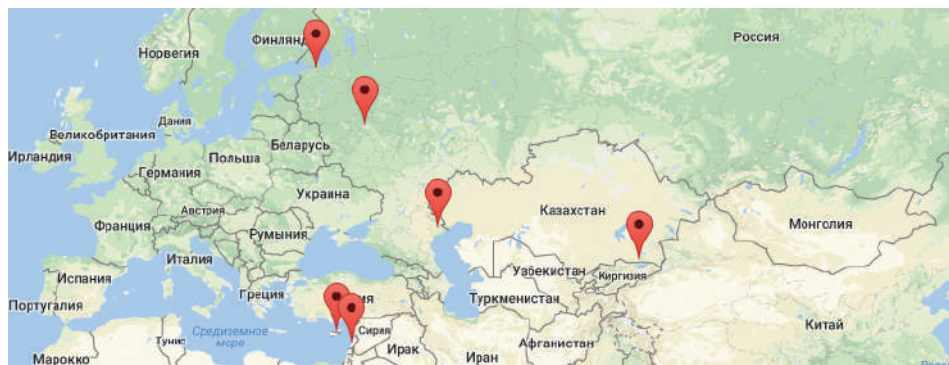 Россия
Норвегия
Финлянд
Дания
Великобритания
Ирландия
Беларусь
Польша
Германия
Украина
Австрия
Казахстан
Монголия
Франция
Румыния
Италия
Узбекистан
Киргизия
Испания
Греция
Португалия
Туркменистан
Средиземное
море
Сирия
Китай
Тунис
Афганистан
Ирак
Иран
Марокко